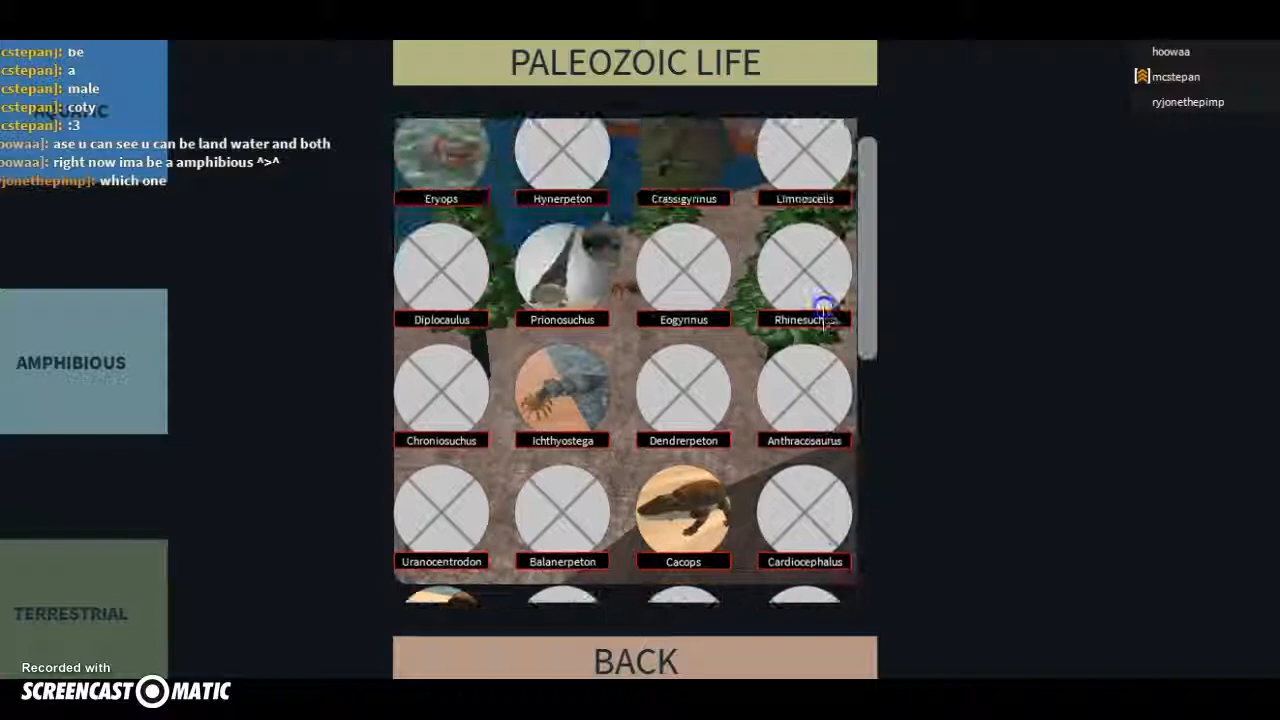 PALEOZOIC LIFE
cstepan]: be
cstepan]: a
cstepan]: male
cstepan]: coty
cstepan]: :3
oowaa]: ase u can see u can be land water and both
oowaa]: right now ima be a amphibious ^>^
yjonethepimp]: which one
AQUATIC
AMPHIBIOUS
TERRESTRIAL
hoowaa
mcstepan
ryjonethepimp
Eryops Hynerpeton Crassigyrinus Limnoscelis
Diplocaulus Prionosuchus Eogyrinus
Chroniosuchus Ichthyostega Dendrerpeton Anthracosaurus
Uranocentrodon Balanerpeton Cacops Cardiocephalus
BACK
Recorded with
SCREENCAST MATIC